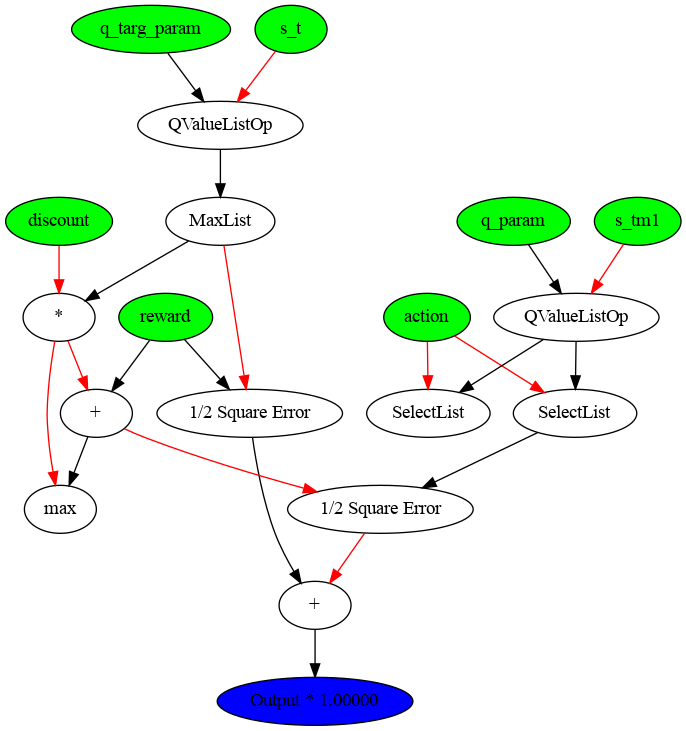 q_targ_param
s_t
QValueListOp
discount
MaxList
q_param
s_tm1
*
reward
action
QValueListOp
+
1/2 Square Error
SelectList
SelectList
max
1/2 Square Error
+
Output * 1.00000